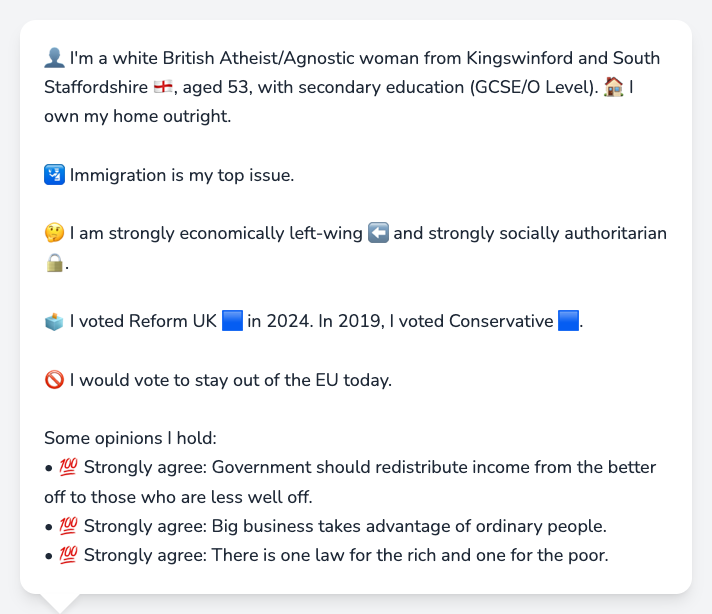 👤 I'm a white British Atheist/Agnostic woman from Kingswinford and South
Staffordshire 🏴󠁧󠁢󠁥󠁮󠁧󠁿, aged 53, with secondary education (GCSE/O Level). 🏠 I
own my home outright.
🛂 Immigration is my top issue.
🤔 I am strongly economically left-wing ⬅️ and strongly socially authoritarian
🔒.
🗳️ I voted Reform UK 🟦 in 2024. In 2019, I voted Conservative 🟦.
🚫 I would vote to stay out of the EU today.
Some opinions I hold:
• 💯 Strongly agree: Government should redistribute income from the better
off to those who are less well off.
• 💯 Strongly agree: Big business takes advantage of ordinary people.
• 💯 Strongly agree: There is one law for the rich and one for the poor.